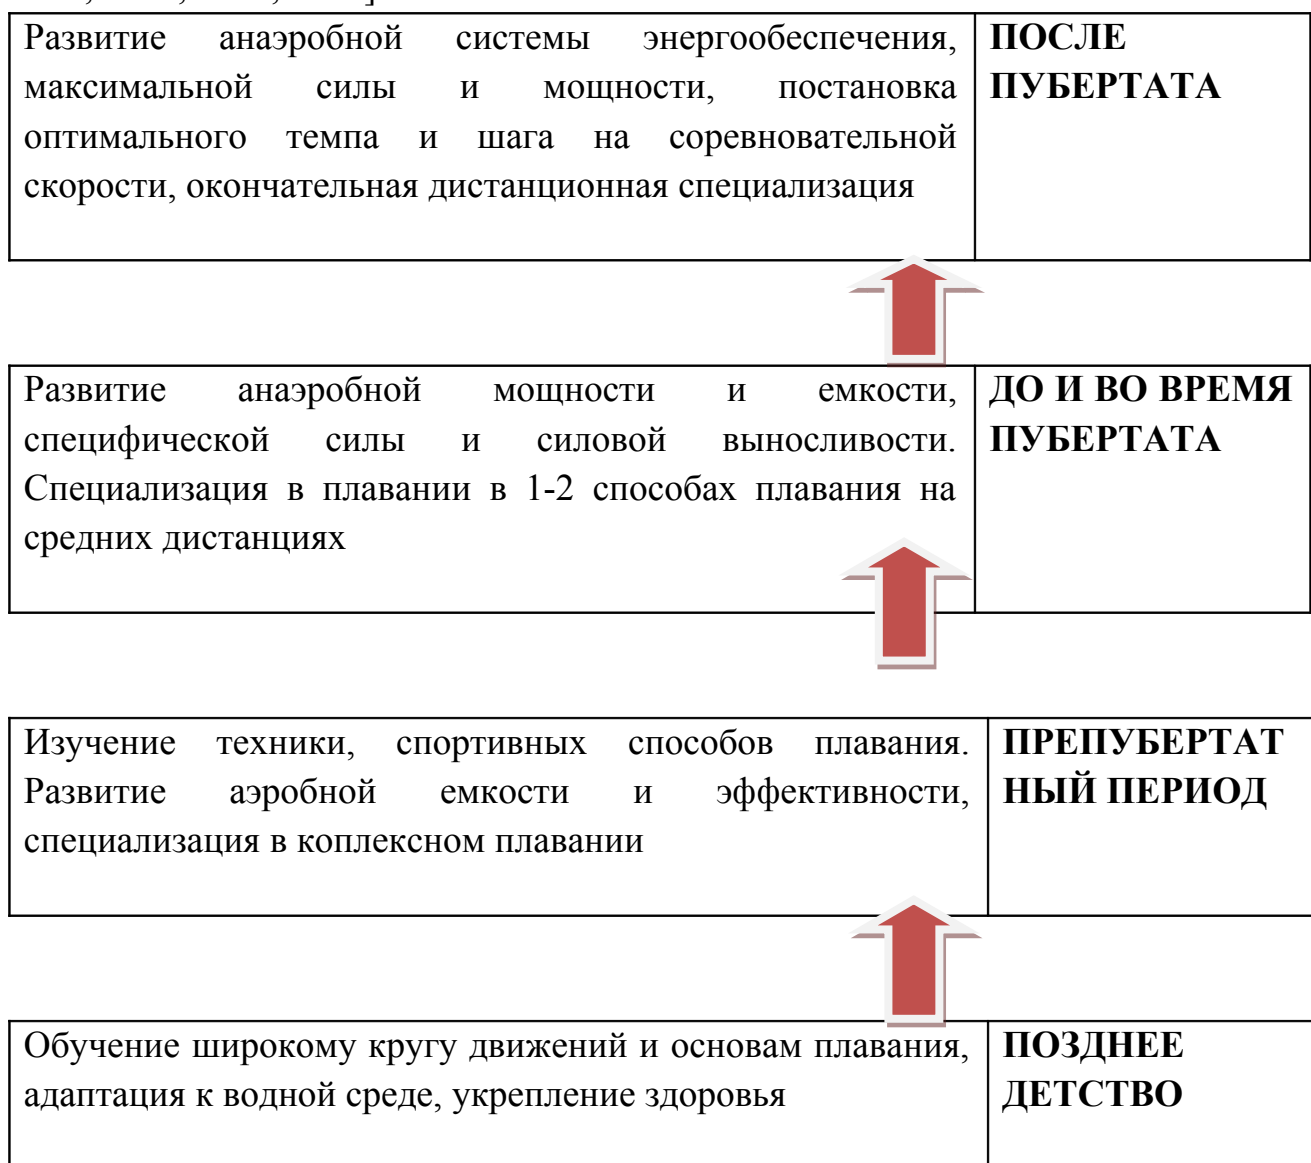 Развитие анаэробной системы энергообеспечения,
максимальной силы и мощности, постановка
оптимального темпа и шага на соревновательной
скорости, окончательная дистанционная специализация
ПОСЛЕ
ПУБЕРТАТА
Развитие анаэробной мощности и емкости,
специфической силы и силовой выносливости.
Специализация в плавании в 1-2 способах плавания на
средних дистанциях
ДО И ВО ВРЕМЯ
ПУБЕРТАТА
Изучение техники, спортивных способов плавания.
Развитие аэробной емкости и эффективности,
специализация в коплексном плавании
ПРЕПУБЕРТАТ
НЫЙ ПЕРИОД
Обучение широкому кругу движений и основам плавания,
адаптация к водной среде, укрепление здоровья
ПОЗДНЕЕ
ДЕТСТВО